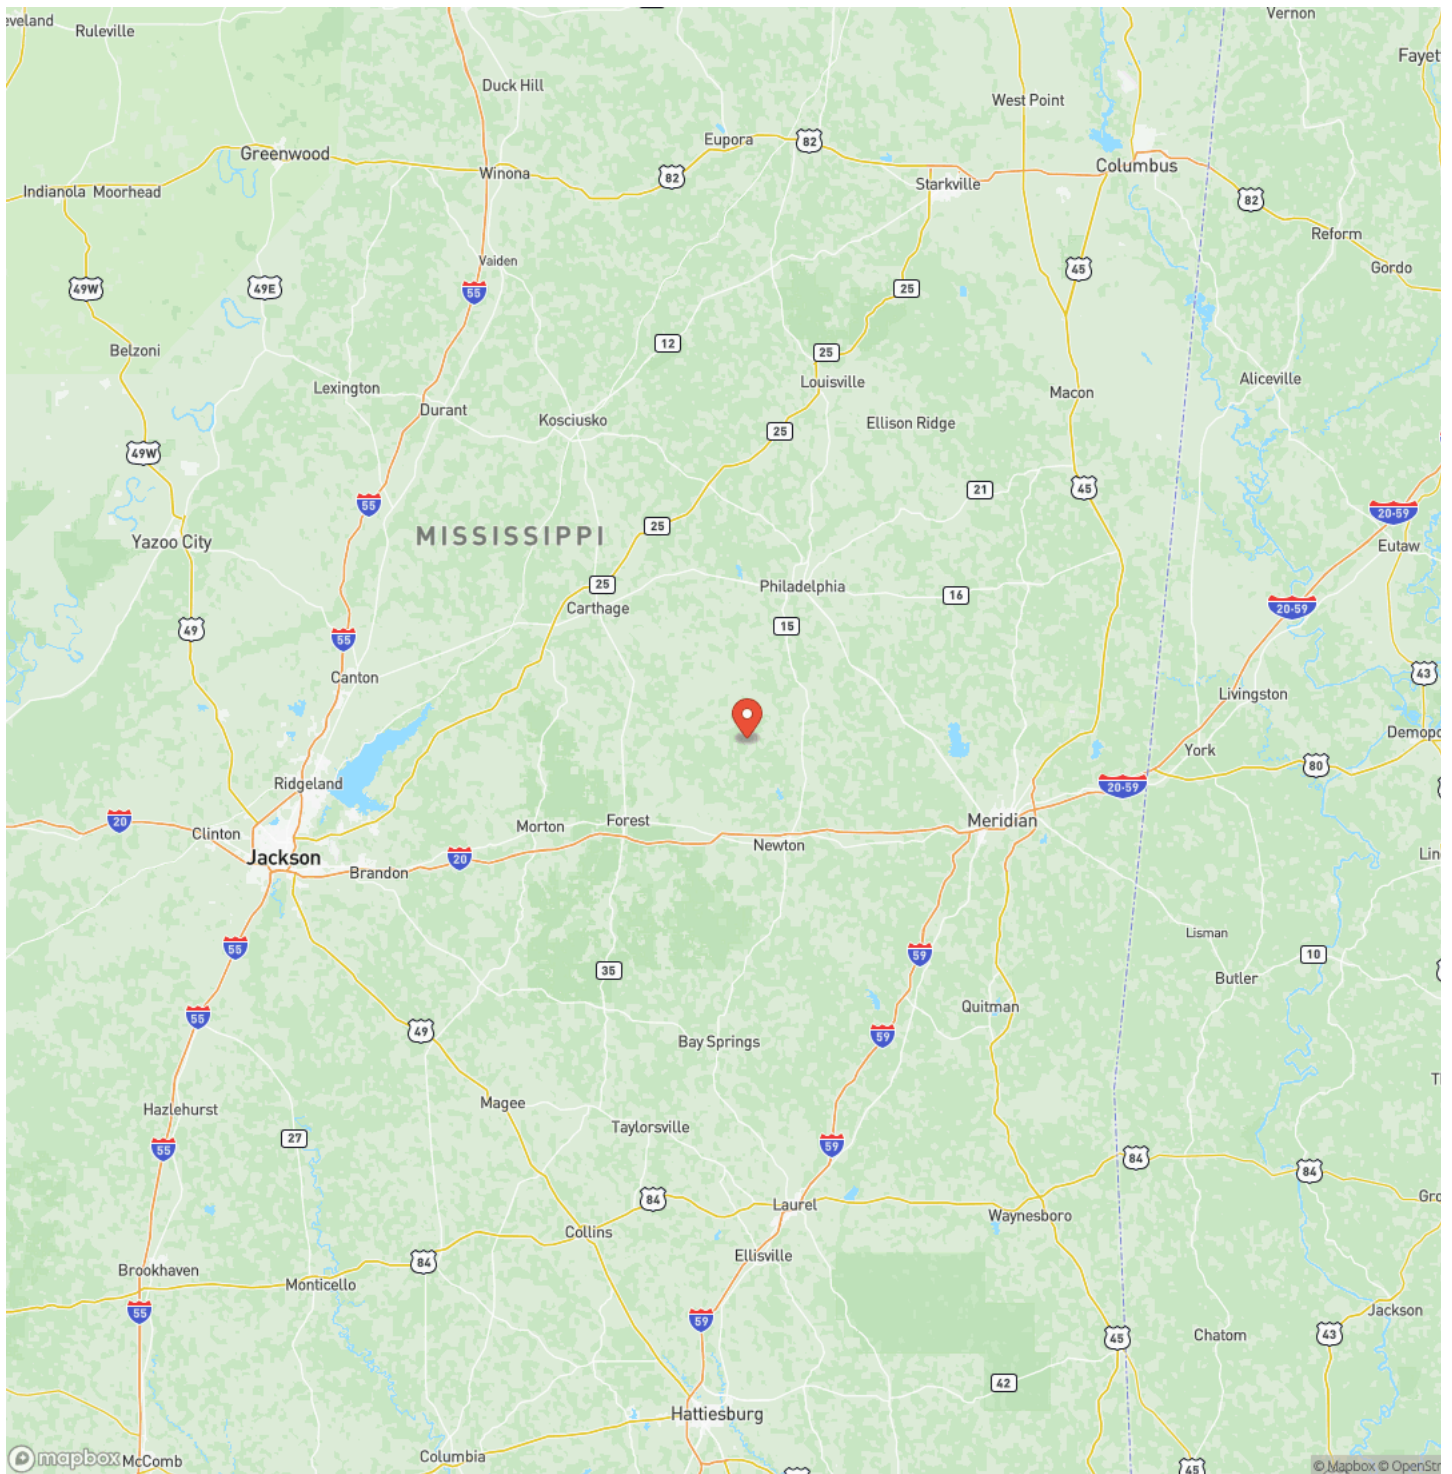 eveland
Ruleville
Vernon
Fayet
Duck Hill
West Point
Eupora
82
Greenwood
Columbus
Winona
82
Starkville
Indianola Moorhead
82
Reform
Vaiden
45
Gordo
49W
49E
55
25
12
25
Belzoni
Louisville
Aliceville
Lexington
Macon
Durant
Kosciusko
Ellison Ridge
25
49W
21
45
55
20-59
25
MISSISSIPPI
Yazoo City
Eutaw
25
Philadelphia
16
Carthage
20-59
15
49
55
Canton
43
Livingston
Demopo
York
80
Ridgeland
20-59
20
Clinton
Morton
Forest
Meridian
Newton
Jackson
20
Lin
Brandon
Lisman
55
59
10
35
Butler
Quitman
55
49
59
Bay Springs
T
Magee
Hazlehurst
Taylorsville
27
55
59
84
84
84
Gro
Laurel
Waynesboro
Collins
Ellisville
84
Brookhaven
Monticello
55
59
Jackson
45
Chatom
43
42
Hattiesburg
mapbox
McComb
Columbia
45
© Mapbox © OpenStr